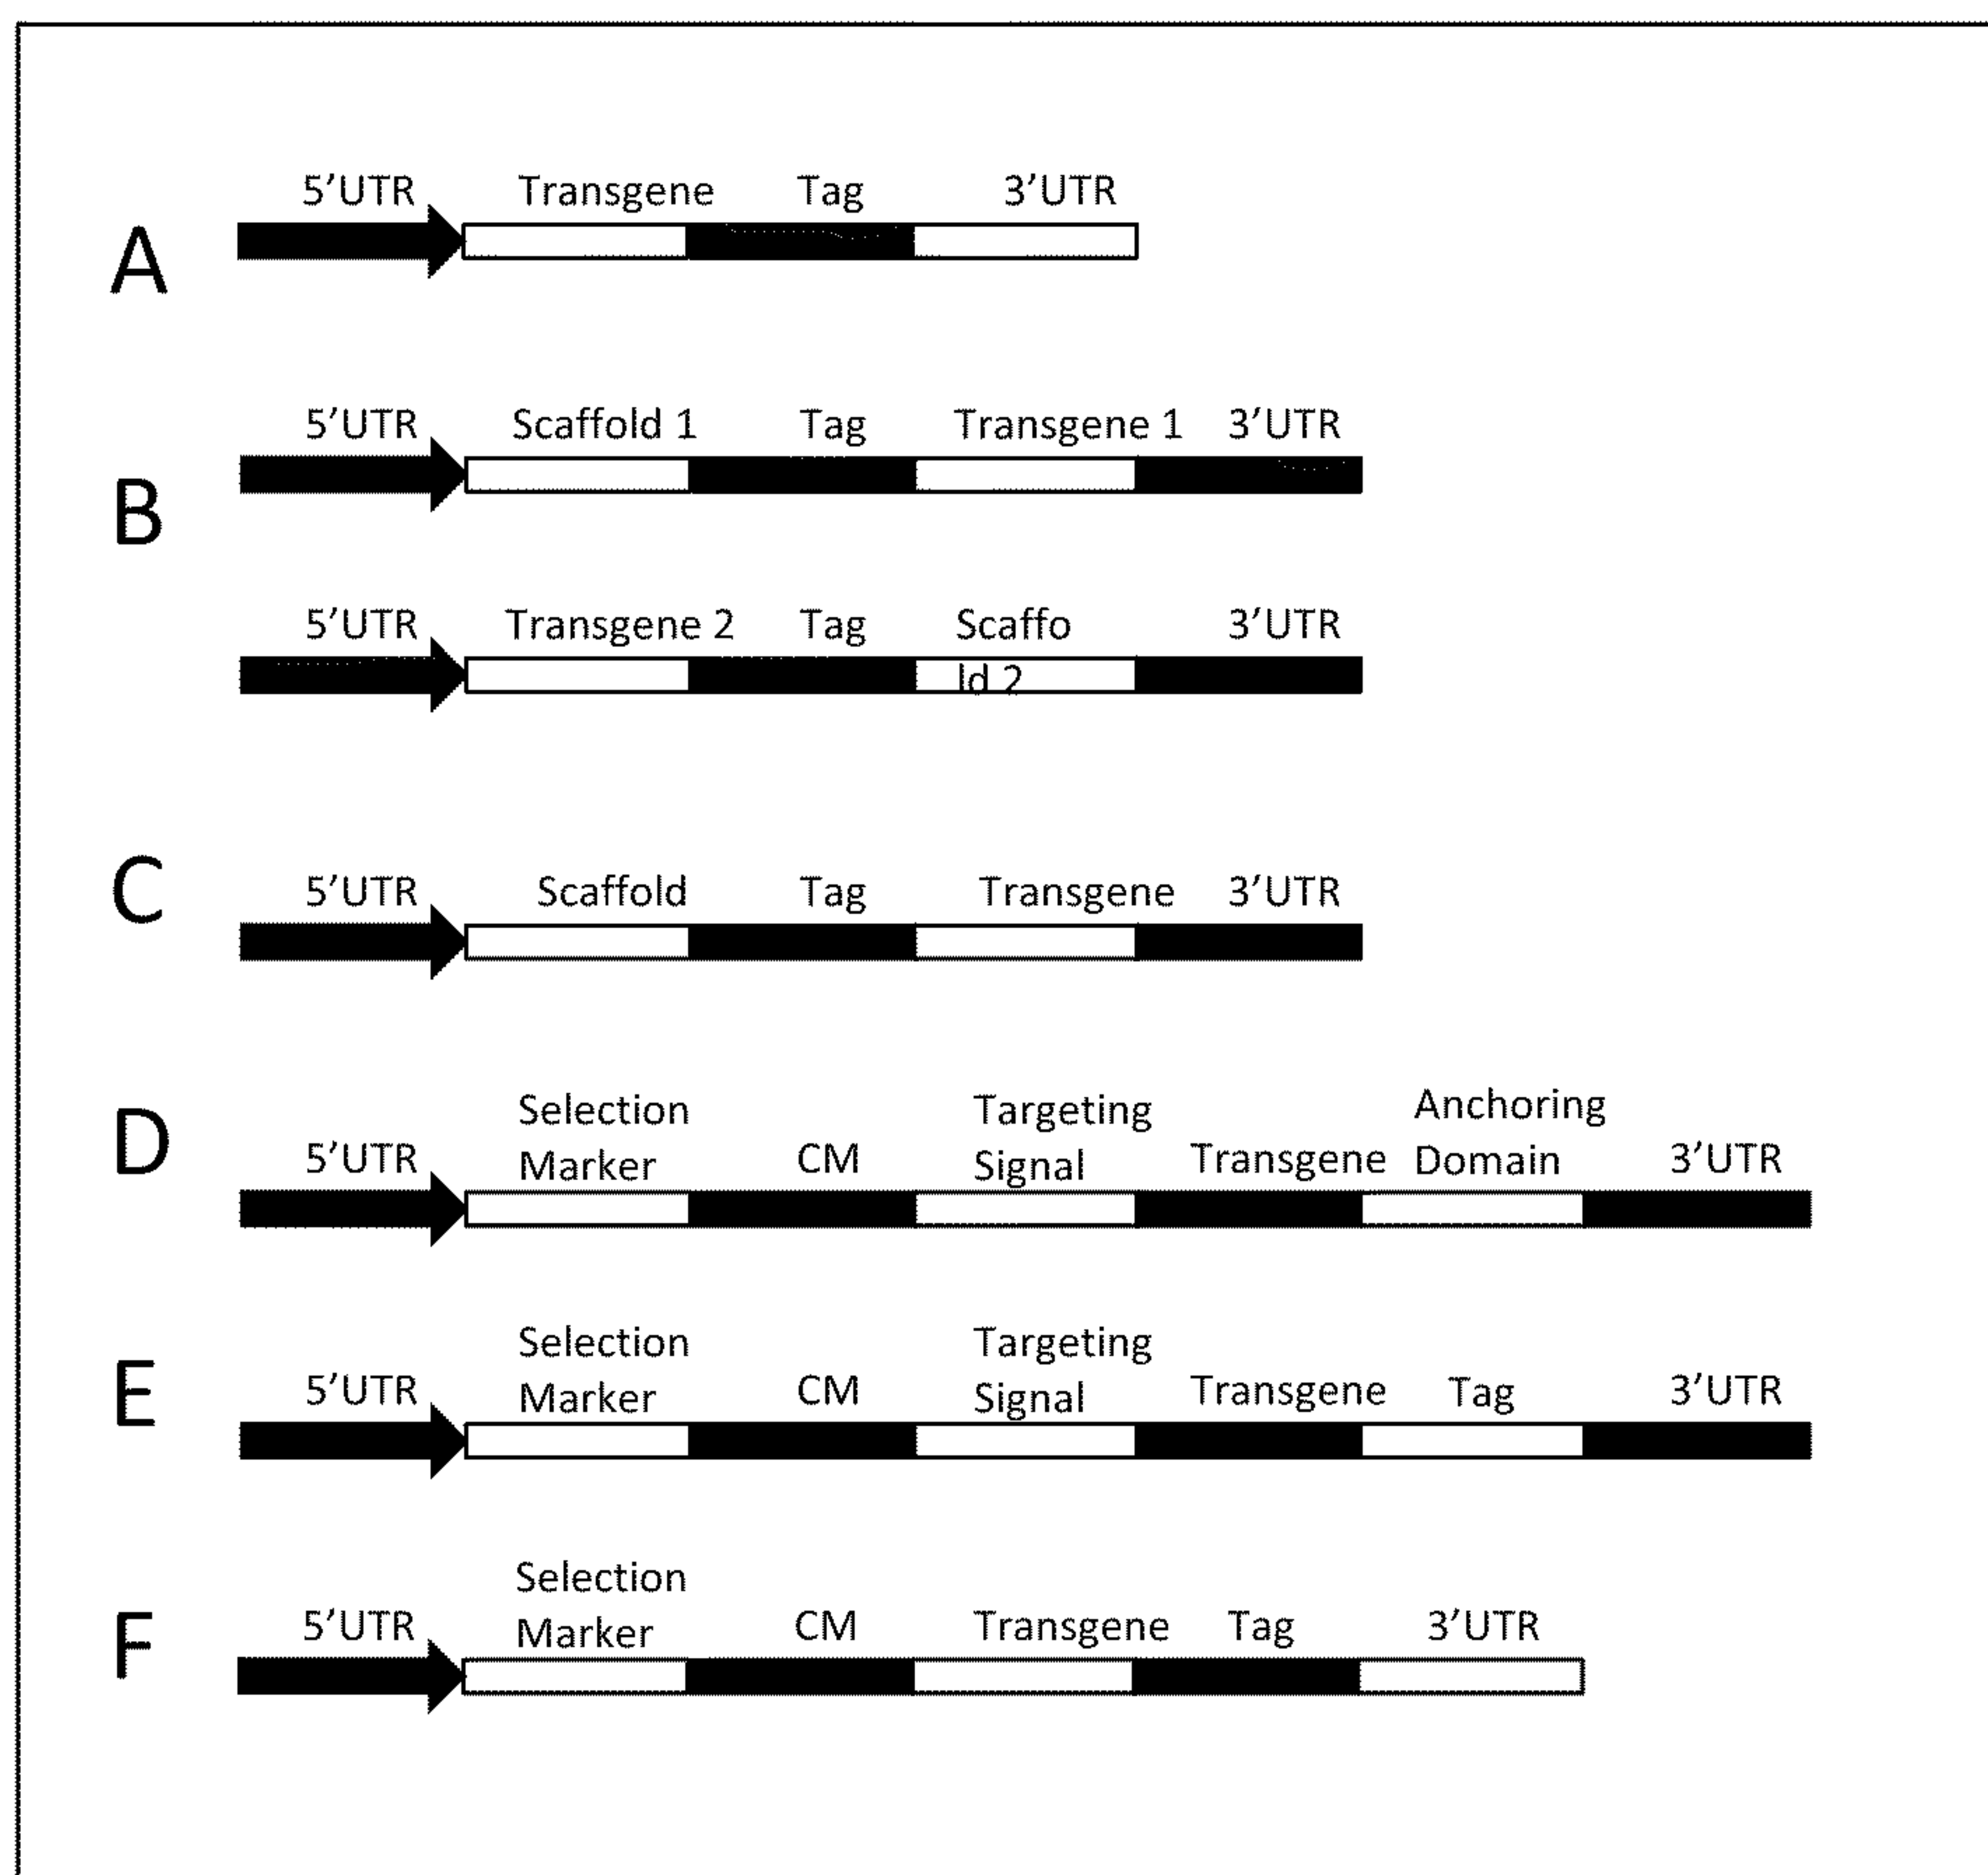 5'UTR Transgene Tag 3'UTR
A
5'UTR Scaffold 1 Tag Transgene 1 3'UTR
B
5'UTR Transgene 2 Tag Scaffo 3'UTR
ld 2
C
5'UTR Scaffold Tag Transgene 3'UTR
D
Selection Targeting Anchoring
5'UTR Marker CM Signal Transgene Domain 3'UTR
E
Selection Targeting
5'UTR Marker CM Signal Transgene Tag 3'UTR
F
Selection
5'UTR Marker CM Transgene Tag 3'UTR